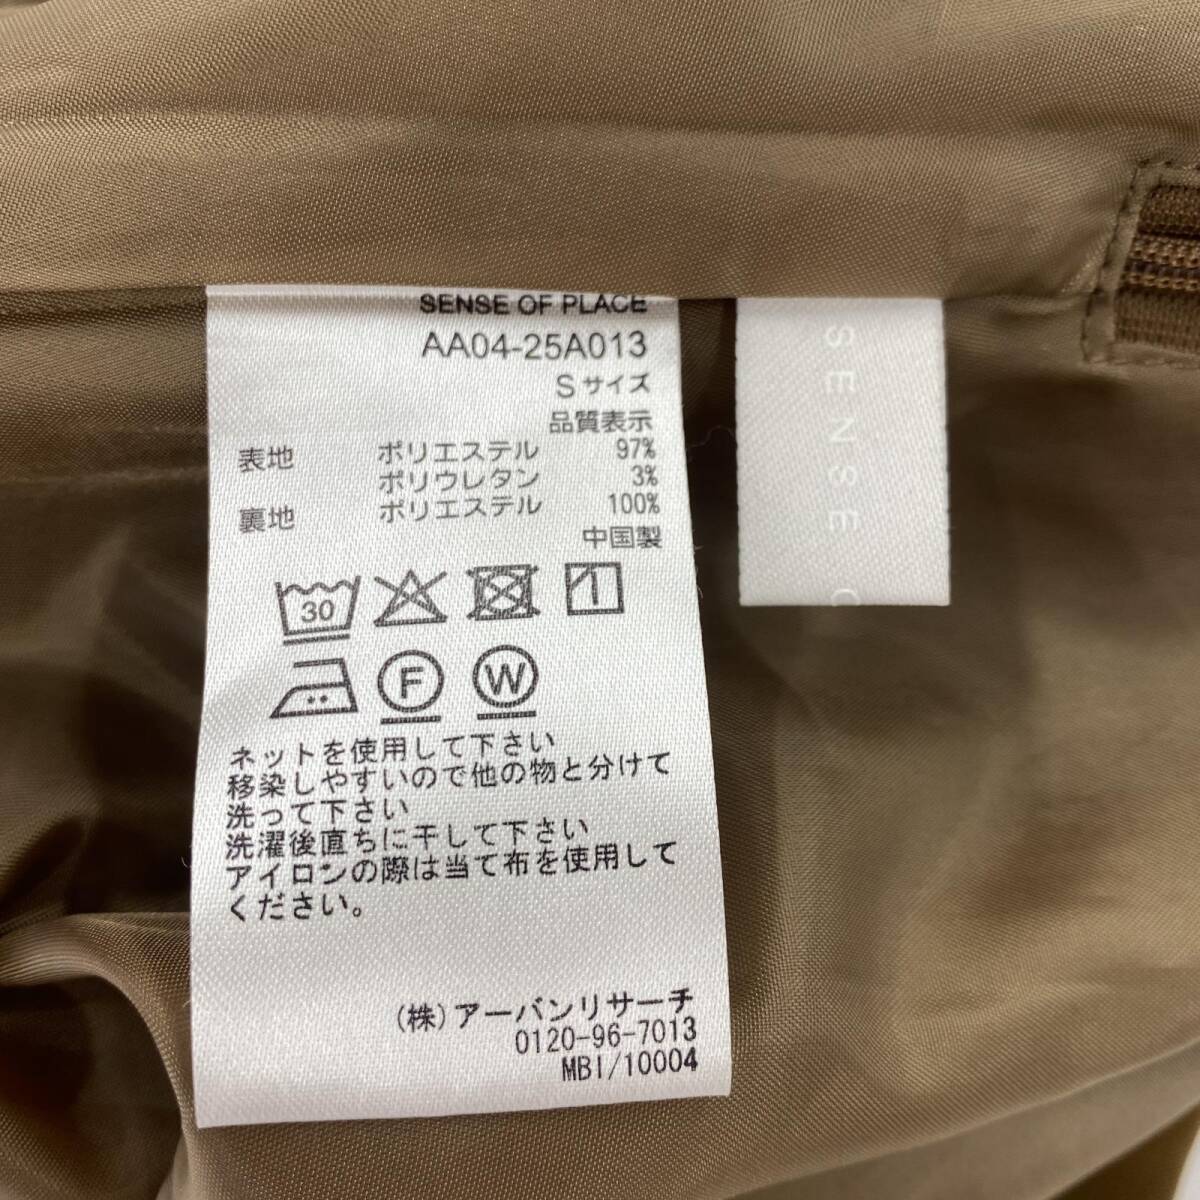 SENSE OF PLACE
AA04-25A013
Sサイズ
品質表示
表地 ポリエステル 97%
ポリウレタン 3%
裏地 ポリエステル 100%
中国製
30
F W
ネットを使用して下さい
移染しやすいので他の物と分けて
洗って下さい
洗濯後直ちに干して下さい
アイロンの際は当て布を使用して
ください。
(株)アーバンリサーチ
0120-96-7013
MBI/10004
SENSE O